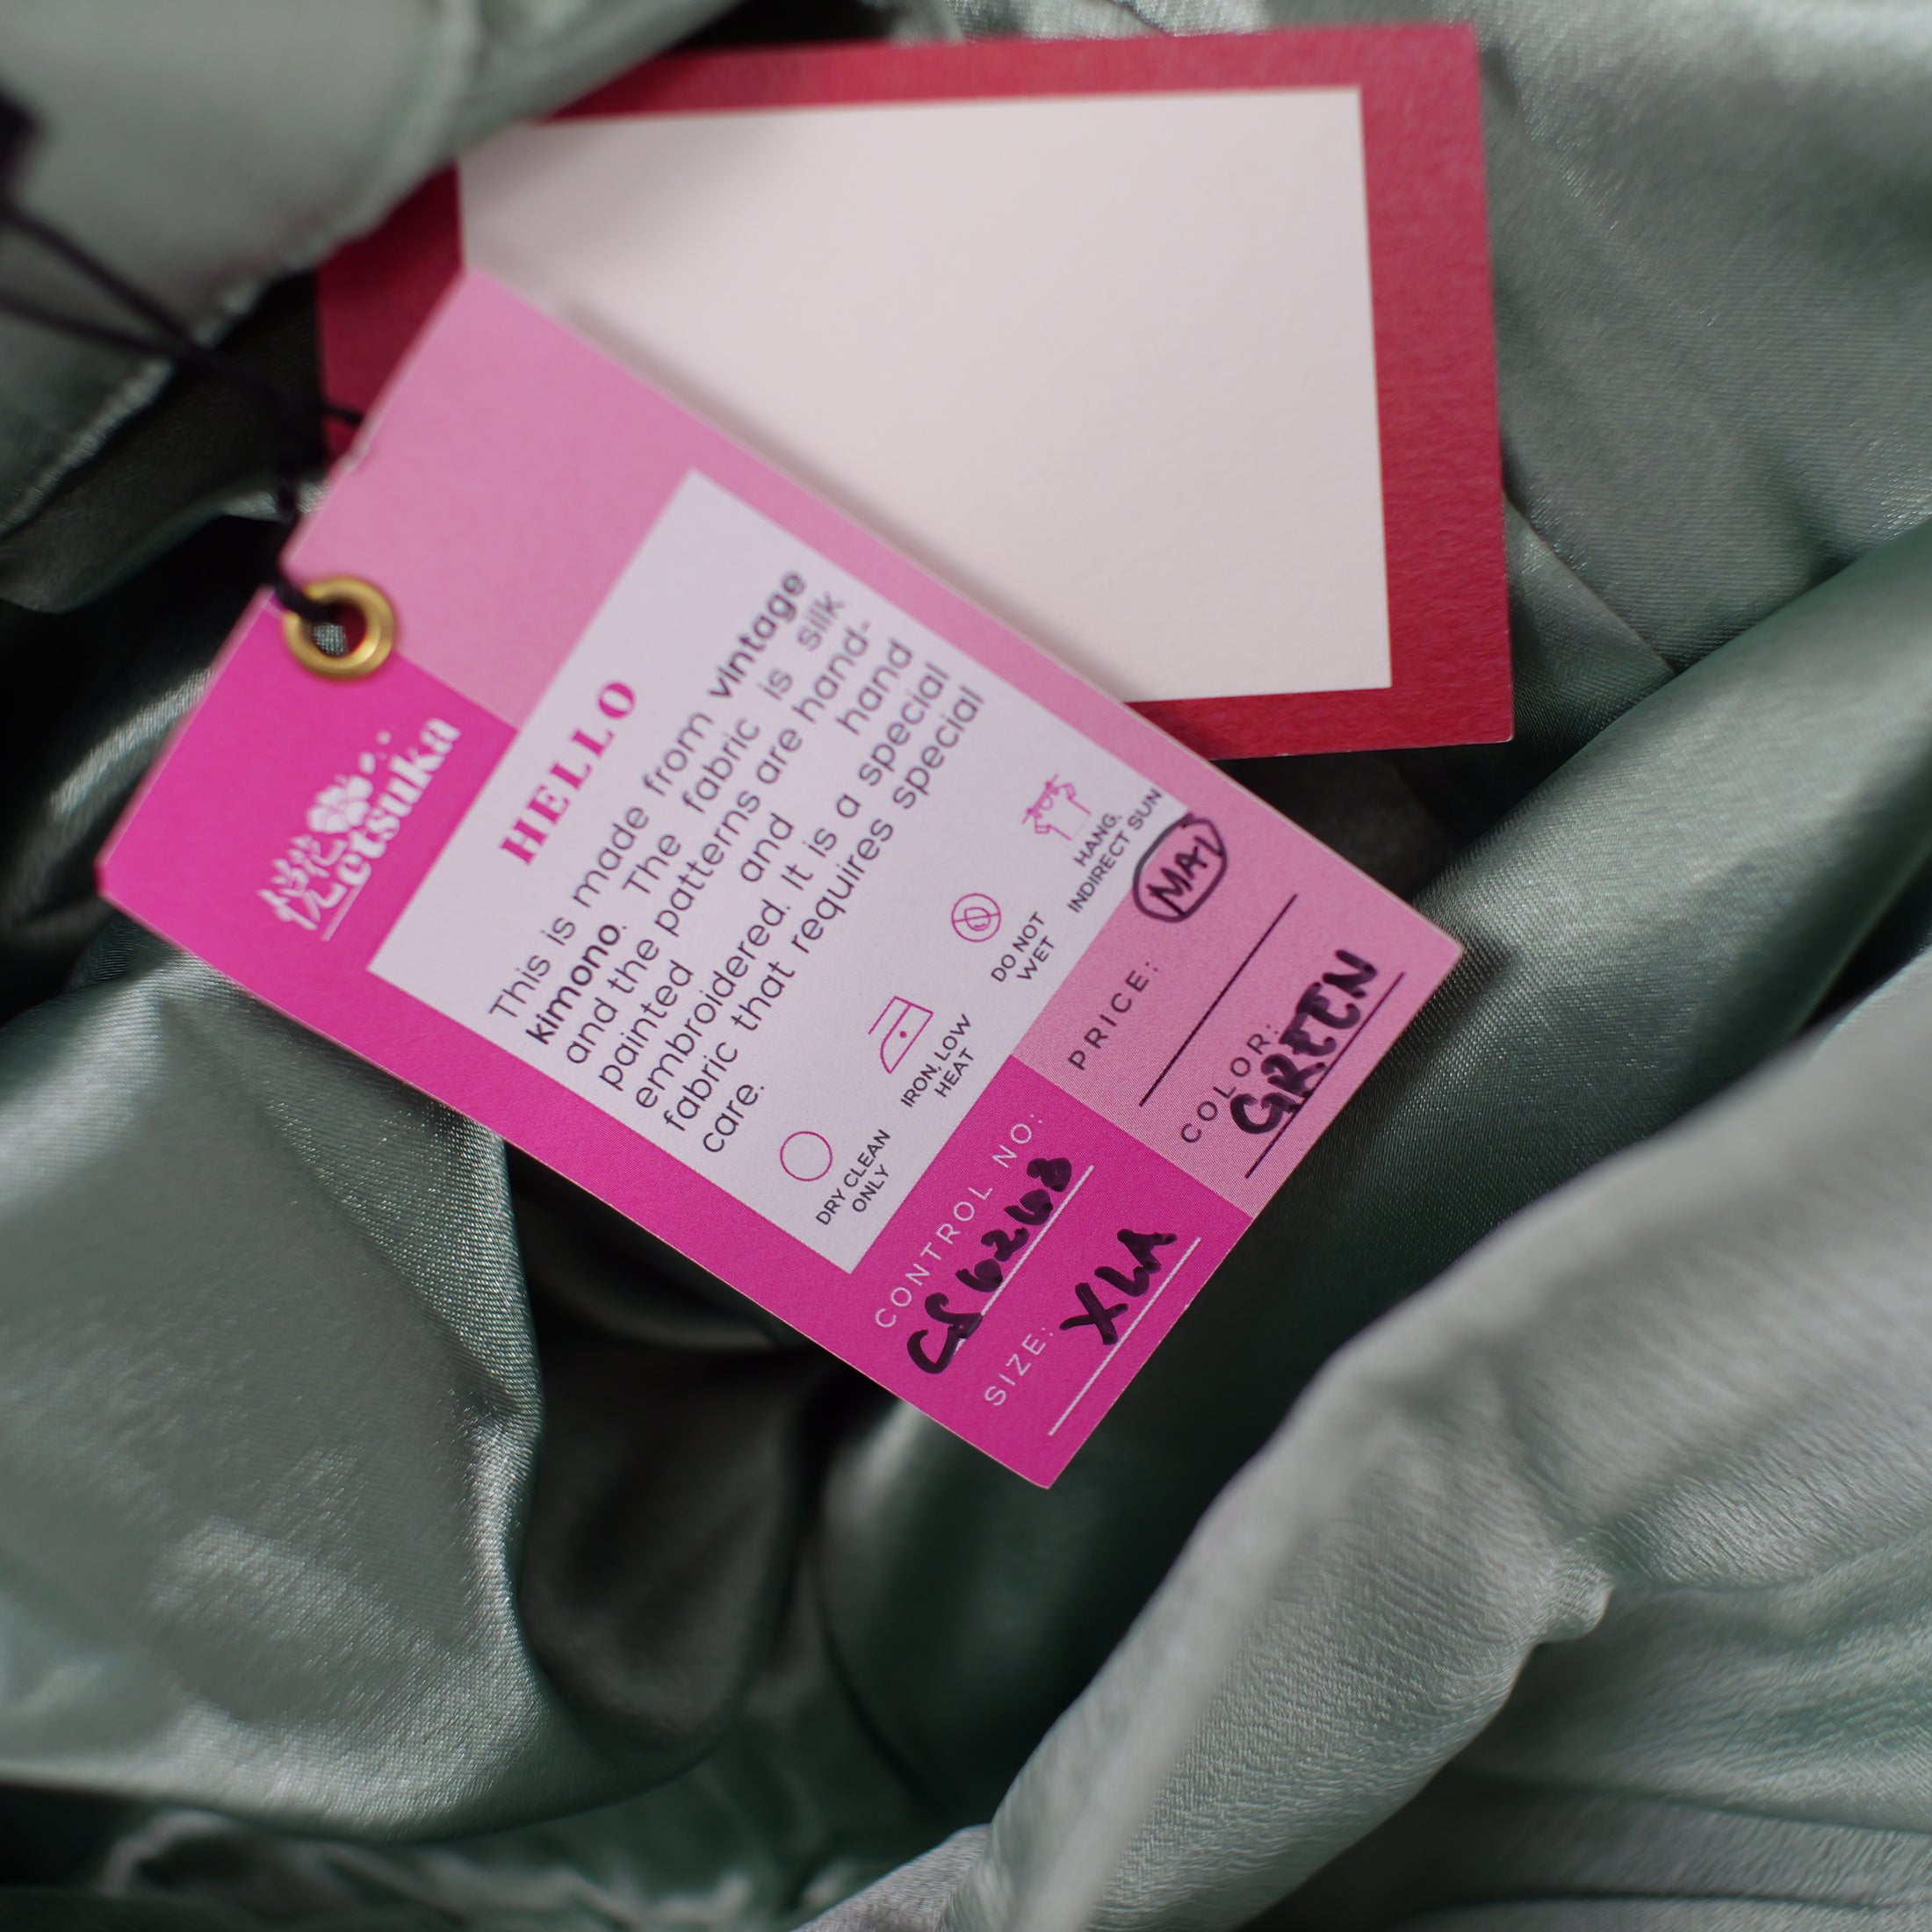 etsuka
HELLO
This is made from vintage
kimono. The fabric is silk
and the patterns are hand-
painted and hand
embroidered. It is a special
fabric that requires special
care.
DRY CLEAN
ONLY
IRON, LOW
HEAT
DO NOT
WET
HANG,
INDIRECT SUN
CONTROL NO:
SIZE:
XLA
PRICE:
COLOR:
GREEN